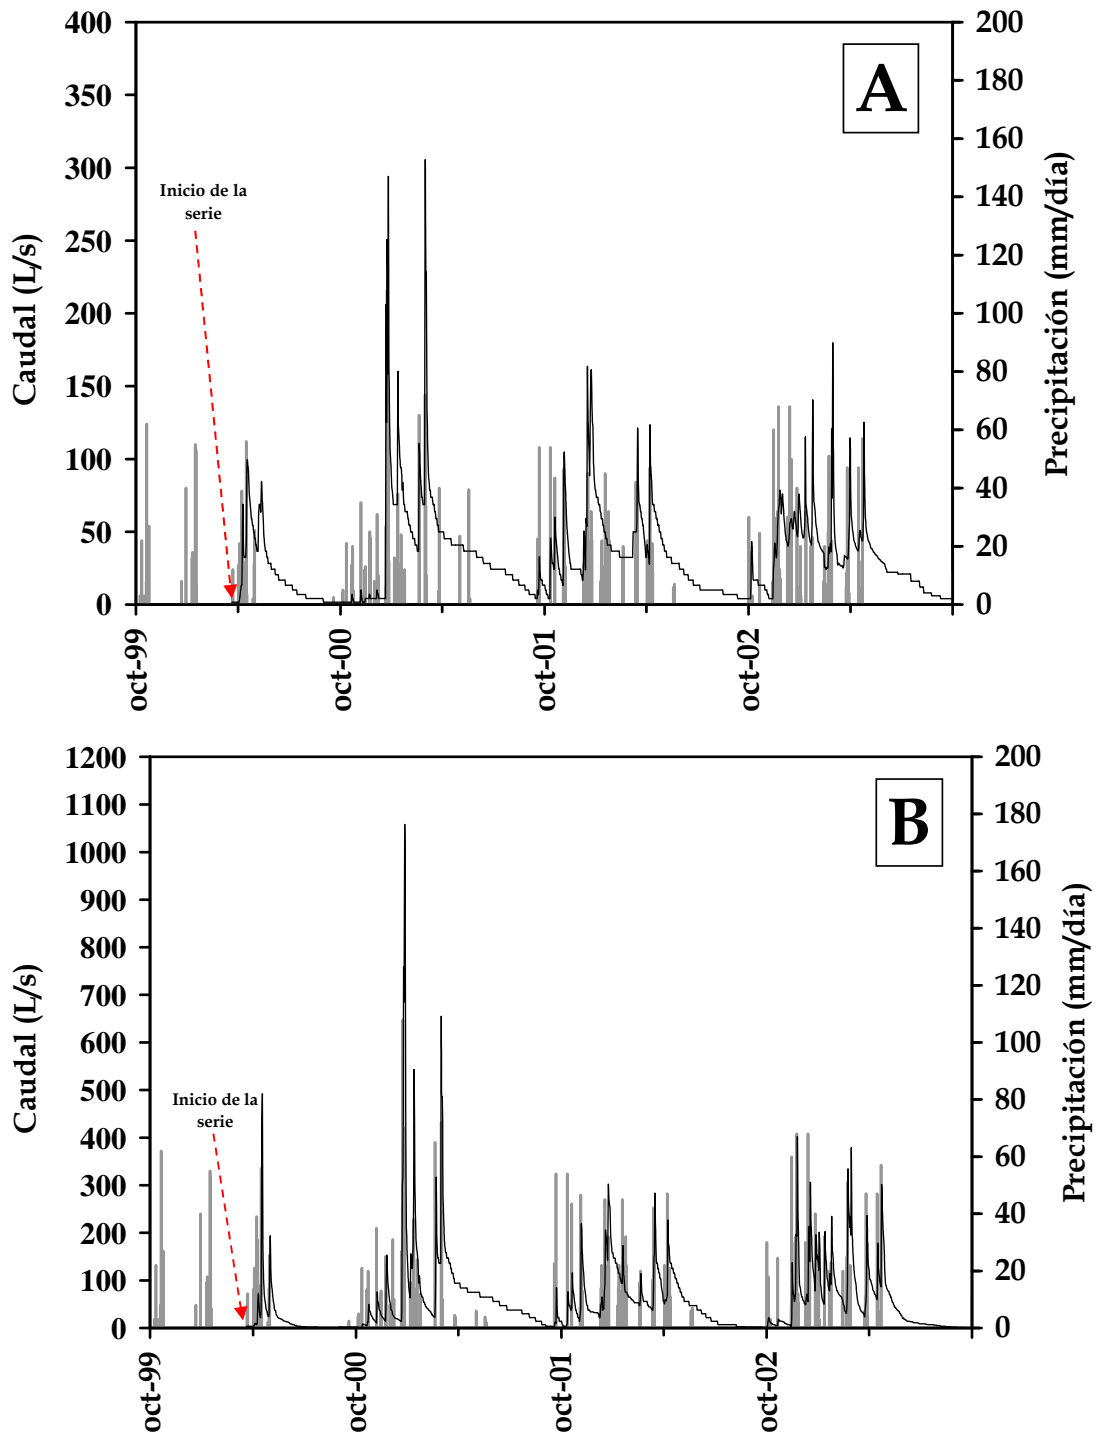 A
400
350
300
250
200
150
100
50
0
Caudal (L/s)
200
180
160
140
120
100
80
60
40
20
0
Precipitación (mm/día)
Inicio de la
serie
oct-99
oct-00
oct-01
oct-02
B
1200
1100
1000
900
800
700
600
500
400
300
200
100
0
Caudal (L/s)
200
180
160
140
120
100
80
60
40
20
0
Precipitación (mm/día)
Inicio de la
serie
oct-99
oct-00
oct-01
oct-02